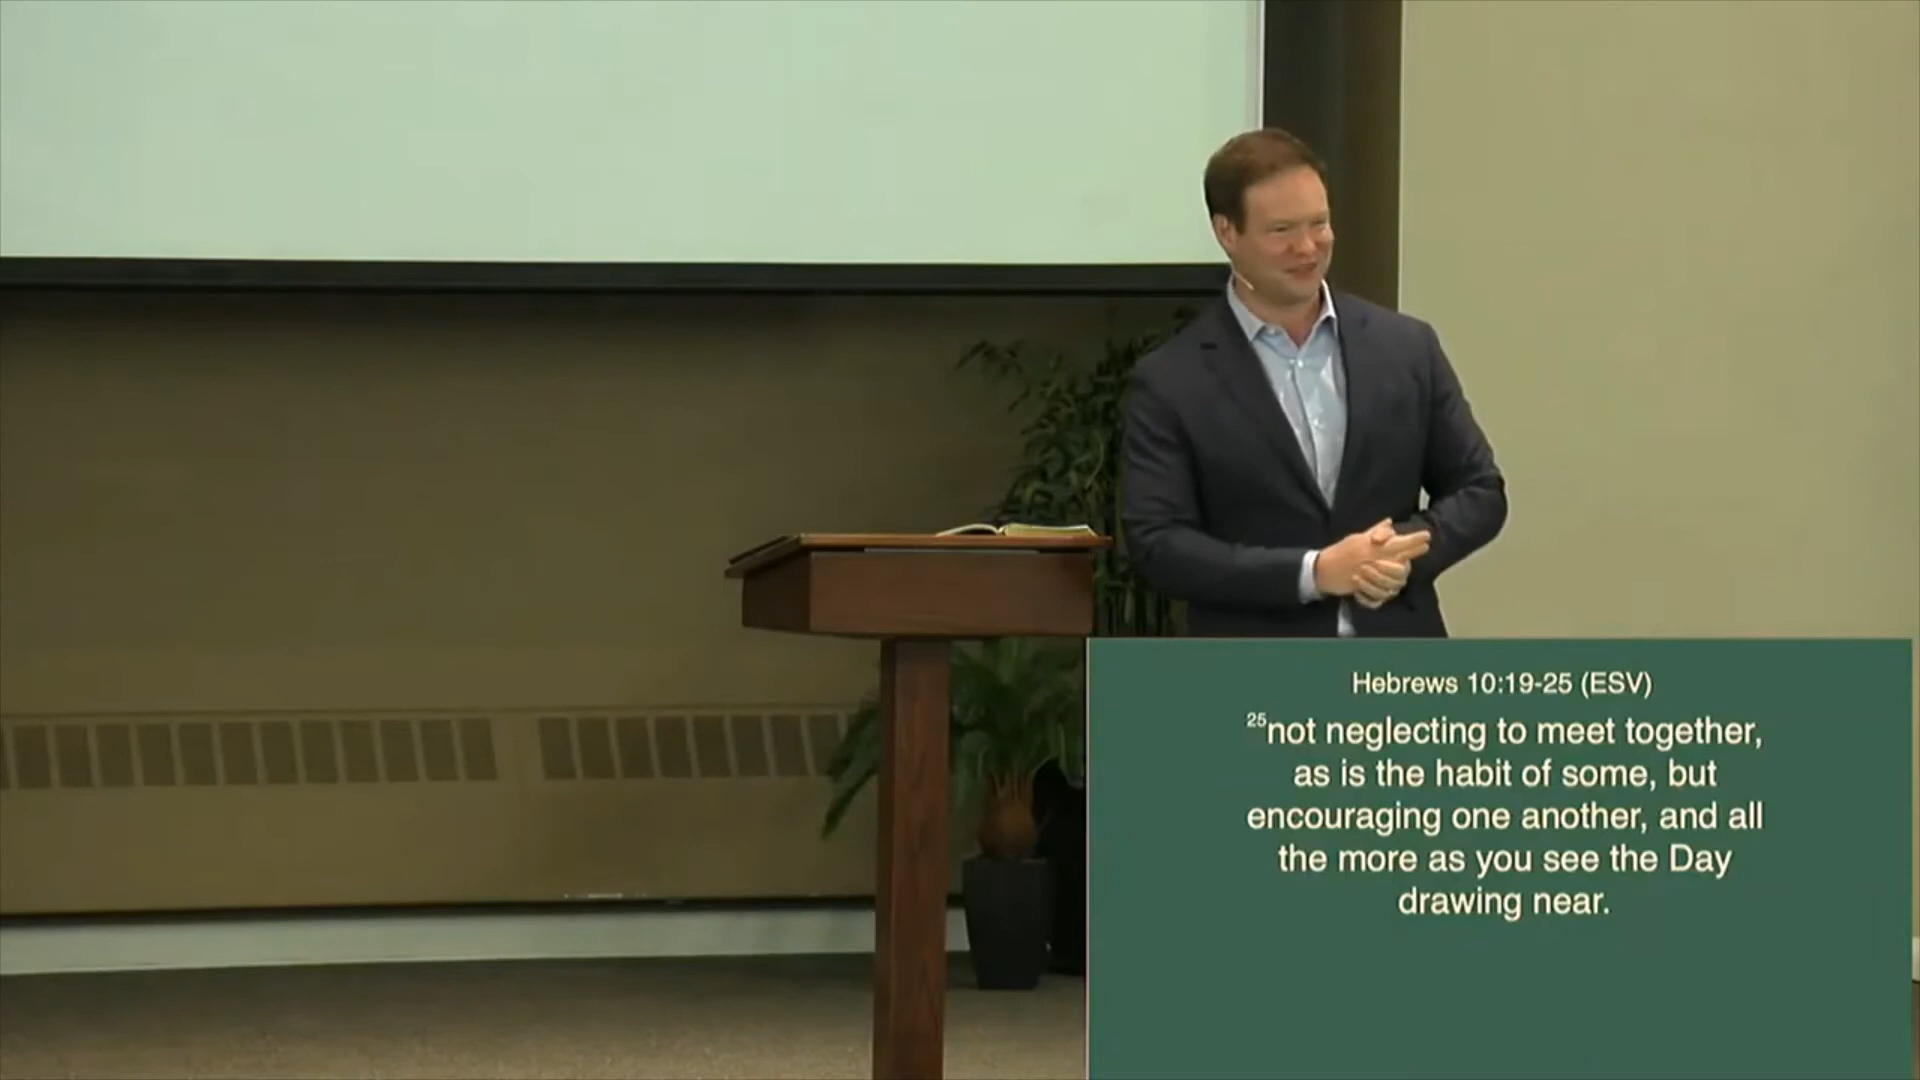 Hebrews 10:19-25 (ESV)
25not neglecting to meet together,
as is the habit of some, but
encouraging one another, and all
the more as you see the Day
drawing near.